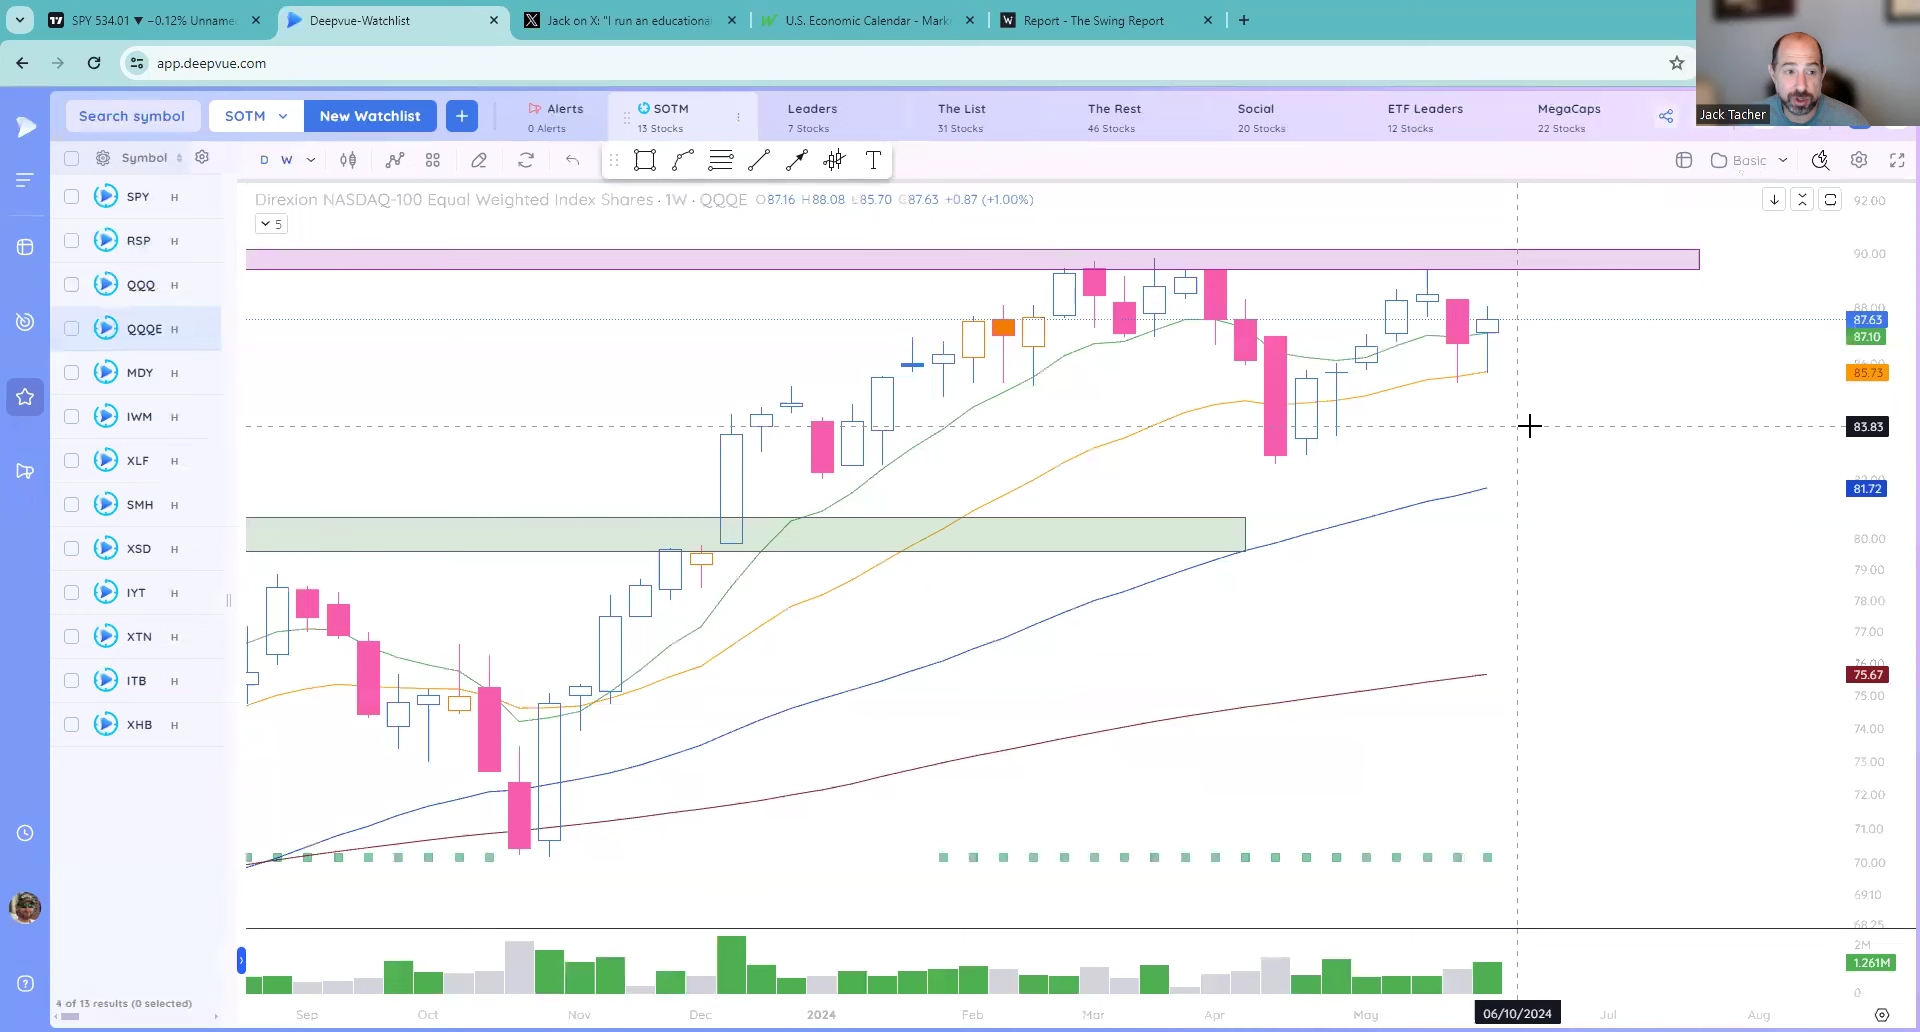 SPY 534.01 ▼ −0.12% Unname
Deepvue-Watchlist
Jack on X: "I run an educationa
U.S. Economic Calendar - Mark
Report - The Swing Report
app.deepvue.com
Jack Tacher
Search symbol
SOTM
New Watchlist
Alerts
0 Alerts
SOTM
13 Stocks
Leaders
7 Stocks
The List
31 Stocks
The Rest
46 Stocks
Social
20 Stocks
ETF Leaders
12 Stocks
MegaCaps
22 Stocks
Symbol
D W
T
Basic
Direxion NASDAQ-100 Equal Weighted Index Shares · 1W · QQQE O87.16 H88.08 L85.70 C87.63 +0.87 (+1.00%)
5
SPY H
RSP H
QQQ H
QQQE H
MDY H
IWM H
XLF H
SMH H
XSD H
IYT H
XTN H
ITB H
XHB H
4 of 13 results (0 selected)
92.00
90.00
88.00
87.63
87.10
85.73
83.83
81.72
80.00
79.00
78.00
77.00
76.00
75.67
75.00
74.00
73.00
72.00
71.00
70.00
69.10
68.25
2M
1.261M
0
Sep Oct Nov Dec 2024 Feb Mar Apr May 06/10/2024 Jul Aug